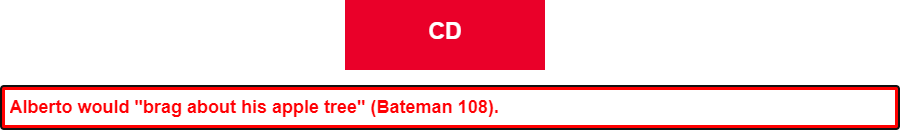 CD
Alberto would "brag about his apple tree" (Bateman 108).